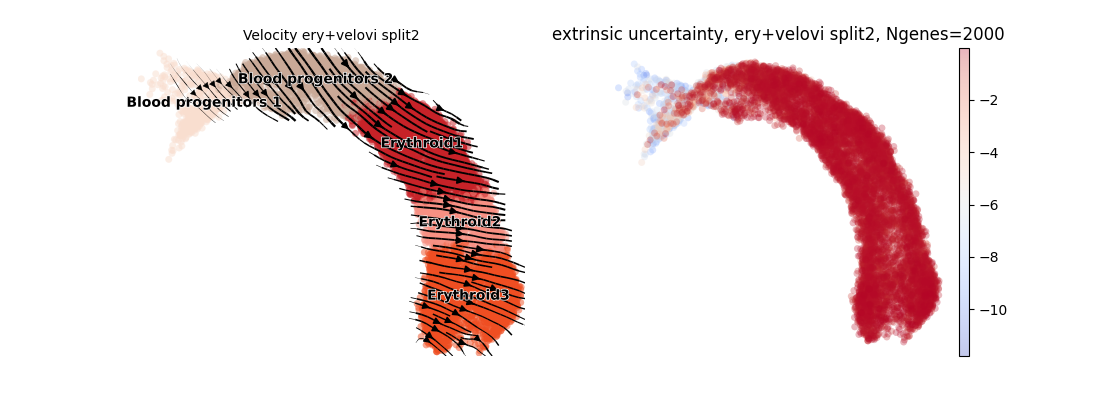 Velocity ery+velovi split2
Blood progenitors 2
Blood progenitors 1
Erythroid1
Erythroid2
Erythroid3
extrinsic uncertainty, ery+velovi split2, Ngenes=2000
−2
−4
−6
−8
−10